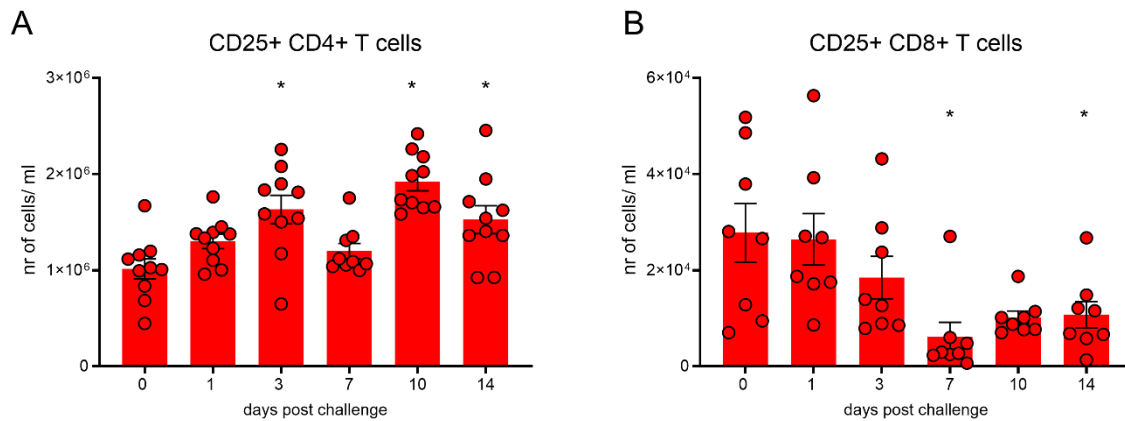 A
CD25+ CD4+ T cells
3×10⁶
2×10⁶
1×10⁶
0
nr of cells/ ml
* * *
0 1 3 7 10 14
days post challenge
B
CD25+ CD8+ T cells
6×10⁴
4×10⁴
2×10⁴
0
nr of cells/ ml
* *
0 1 3 7 10 14
days post challenge